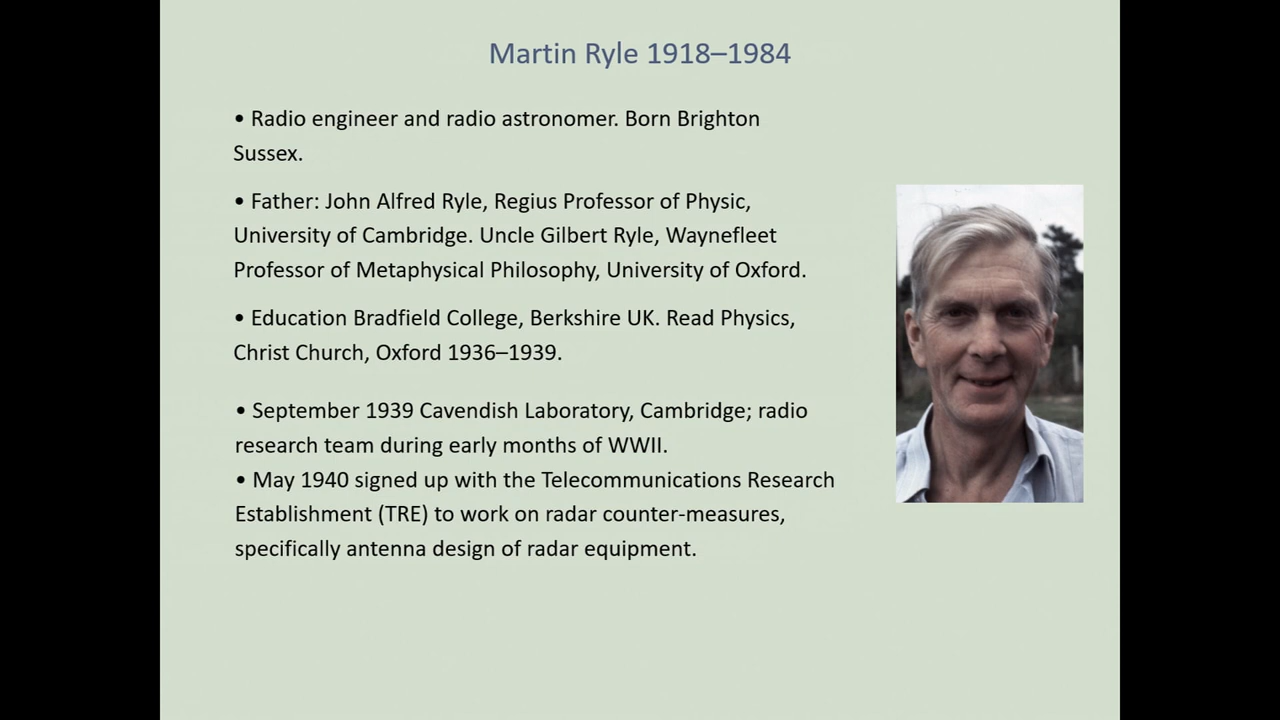 Martin Ryle 1918–1984
• Radio engineer and radio astronomer. Born Brighton
Sussex.
• Father: John Alfred Ryle, Regius Professor of Physic,
University of Cambridge. Uncle Gilbert Ryle, Waynefleet
Professor of Metaphysical Philosophy, University of Oxford.
• Education Bradfield College, Berkshire UK. Read Physics,
Christ Church, Oxford 1936–1939.
• September 1939 Cavendish Laboratory, Cambridge; radio
research team during early months of WWII.
• May 1940 signed up with the Telecommunications Research
Establishment (TRE) to work on radar counter-measures,
specifically antenna design of radar equipment.